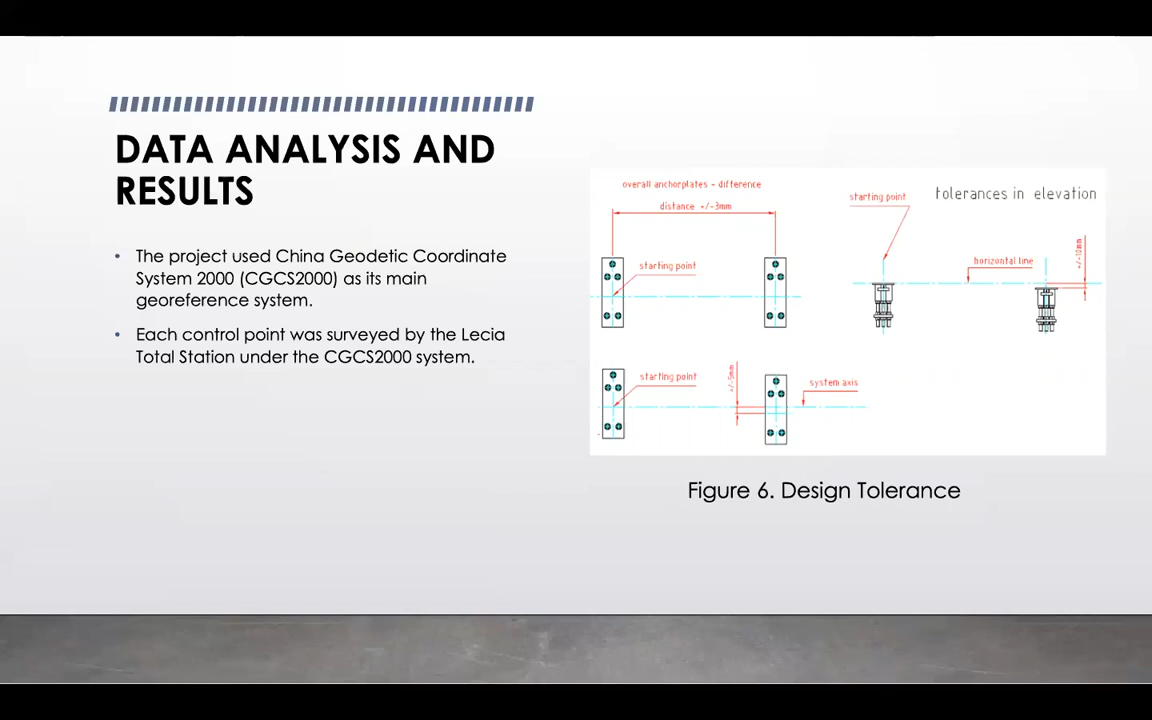 DATA ANALYSIS AND
RESULTS
• The project used China Geodetic Coordinate
System 2000 (CGCS2000) as its main
georeference system.
• Each control point was surveyed by the Lecia
Total Station under the CGCS2000 system.
overall anchorplates - difference
distance +/-3mm
starting point
starting point
+/-5mm
system axis
starting point
tolerances in elevation
horizontal line
+/-10mm
Figure 6. Design Tolerance